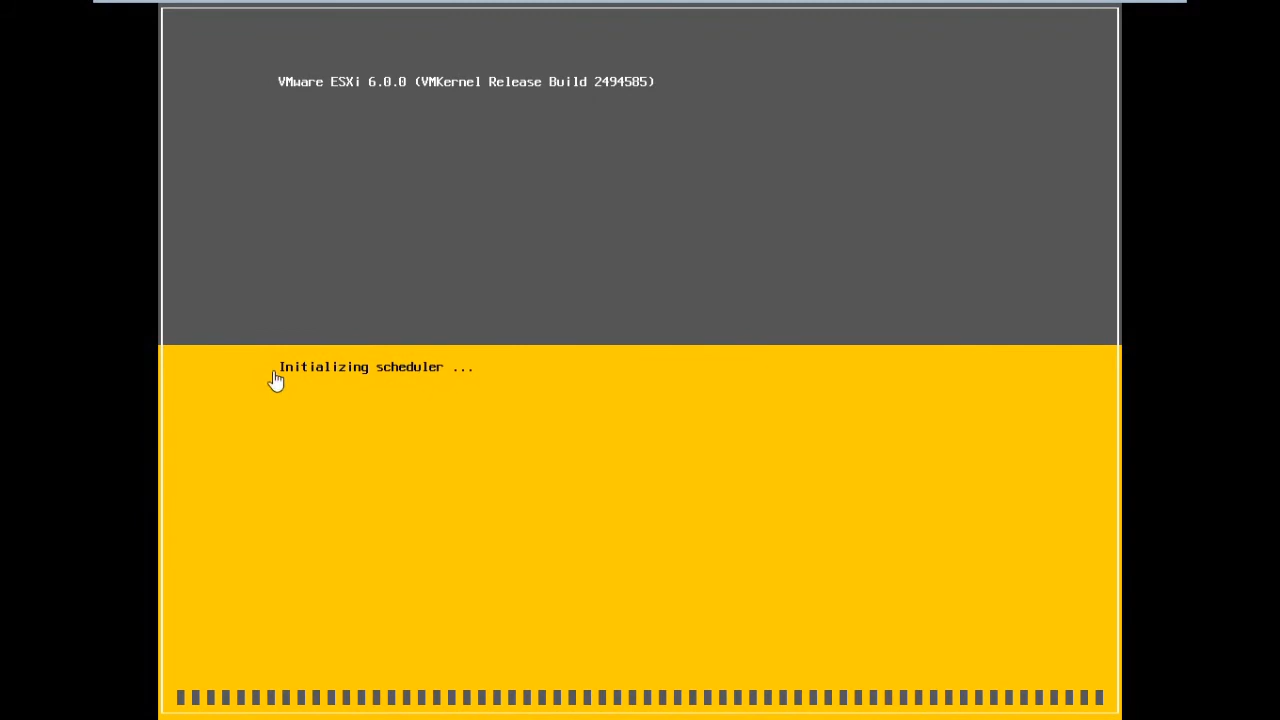 VMware ESXi 6.0.0 (VMKernel Release Build 2494585)
Initializing scheduler ...